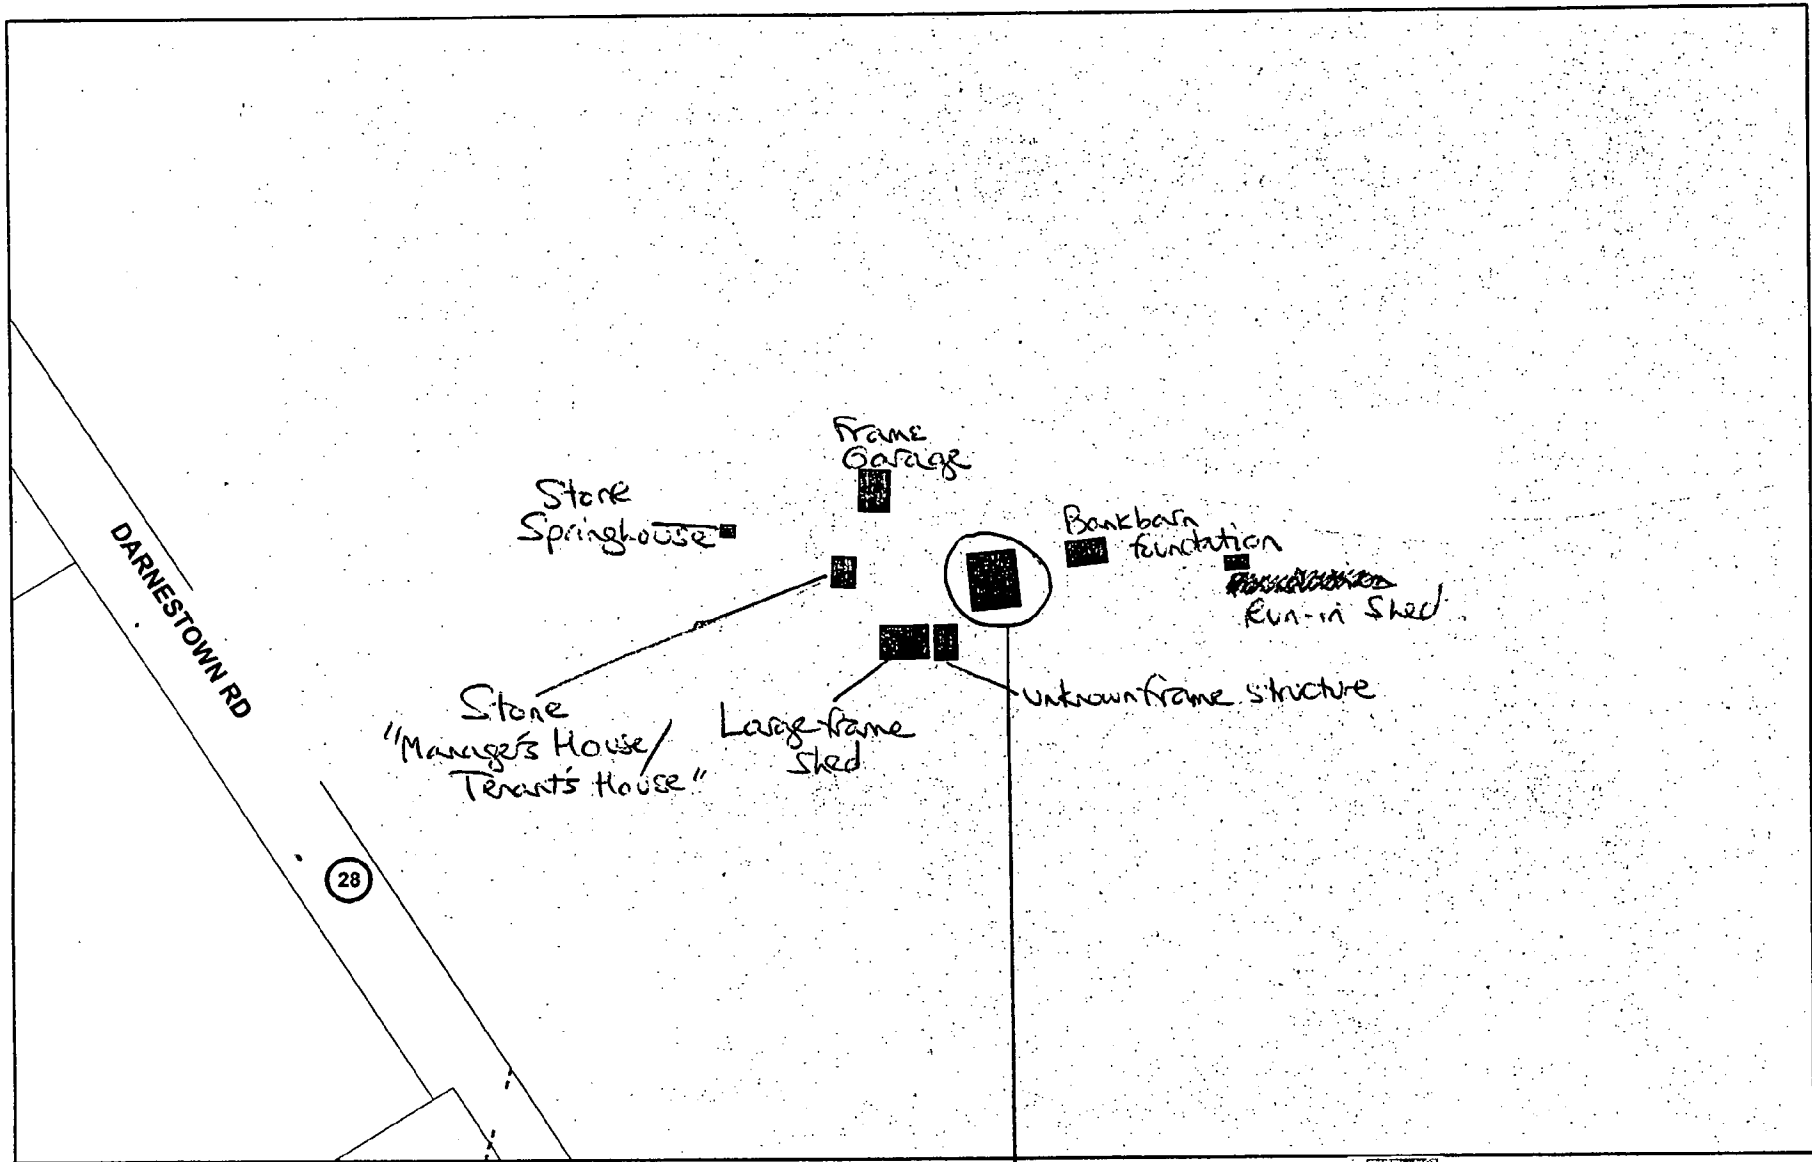 Frame
Garage
Stone
Springhouse
Bankbarn
foundation
Run-in Shed
DARNESTOWN RD
unknown frame structure
Stone
"Manager's House/
Tenant's House"
Large frame
Shed
28